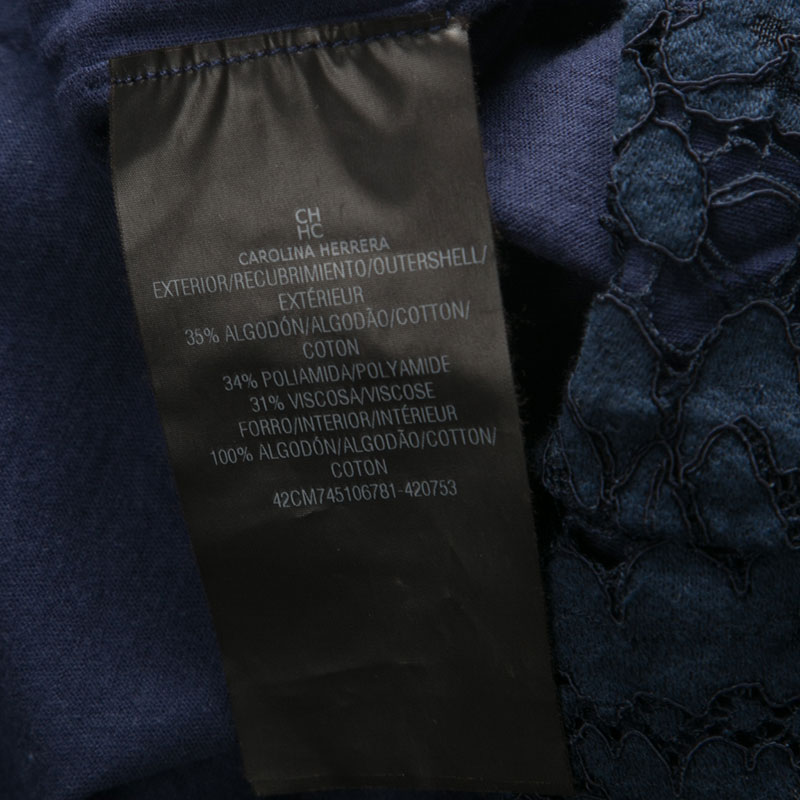 CH
HC
CAROLINA HERRERA
EXTERIOR/RECUBRIMIENTO/OUTERSHELL/
EXTÉRIEUR
35% ALGODÓN/ALGODÃO/COTTON/
COTON
34% POLIAMIDA/POLYAMIDE
31% VISCOSA/VISCOSE
FORRO/INTERIOR/INTÉRIEUR
100% ALGODÓN/ALGODÃO/COTTON/
COTON
42CM745106781-420753